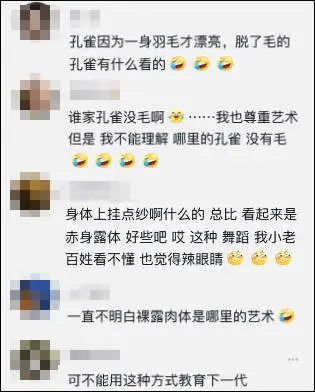 孔雀因为一身羽毛才漂亮，脱了毛的
孔雀有什么看的🤣🤣🤣
谁家孔雀没毛啊😆⋯⋯我也尊重艺术
但是 我不能理解 哪里的孔雀 没有毛
🤣🤣🤣🤣
身体上挂点纱啊什么的 总比 看起来是
赤身露体 好些吧 哎 这种 舞蹈 我小老
百姓看不懂 也觉得辣眼睛🤭🤭🤭
一直不明白裸露肉体是哪里的艺术🤣
可不能用这种方式教育下一代